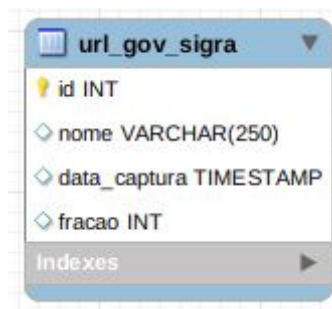 url_gov_sigra
id INT
nome VARCHAR(250)
data_captura TIMESTAMP
fracao INT
Indexes